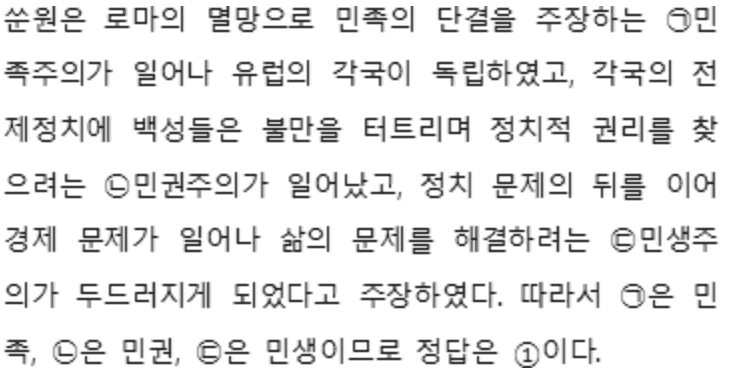 쑨원은 로마의 멸망으로 민족의 단결을 주장하는 ㉠민
족주의가 일어나 유럽의 각국이 독립하였고, 각국의 전
제정치에 백성들은 불만을 터트리며 정치적 권리를 찾
으려는 ㉡민권주의가 일어났고, 정치 문제의 뒤를 이어
경제 문제가 일어나 삶의 문제를 해결하려는 ㉢민생주
의가 두드러지게 되었다고 주장하였다. 따라서 ㉠은 민
족, ㉡은 민권, ㉢은 민생이므로 정답은 ①이다.